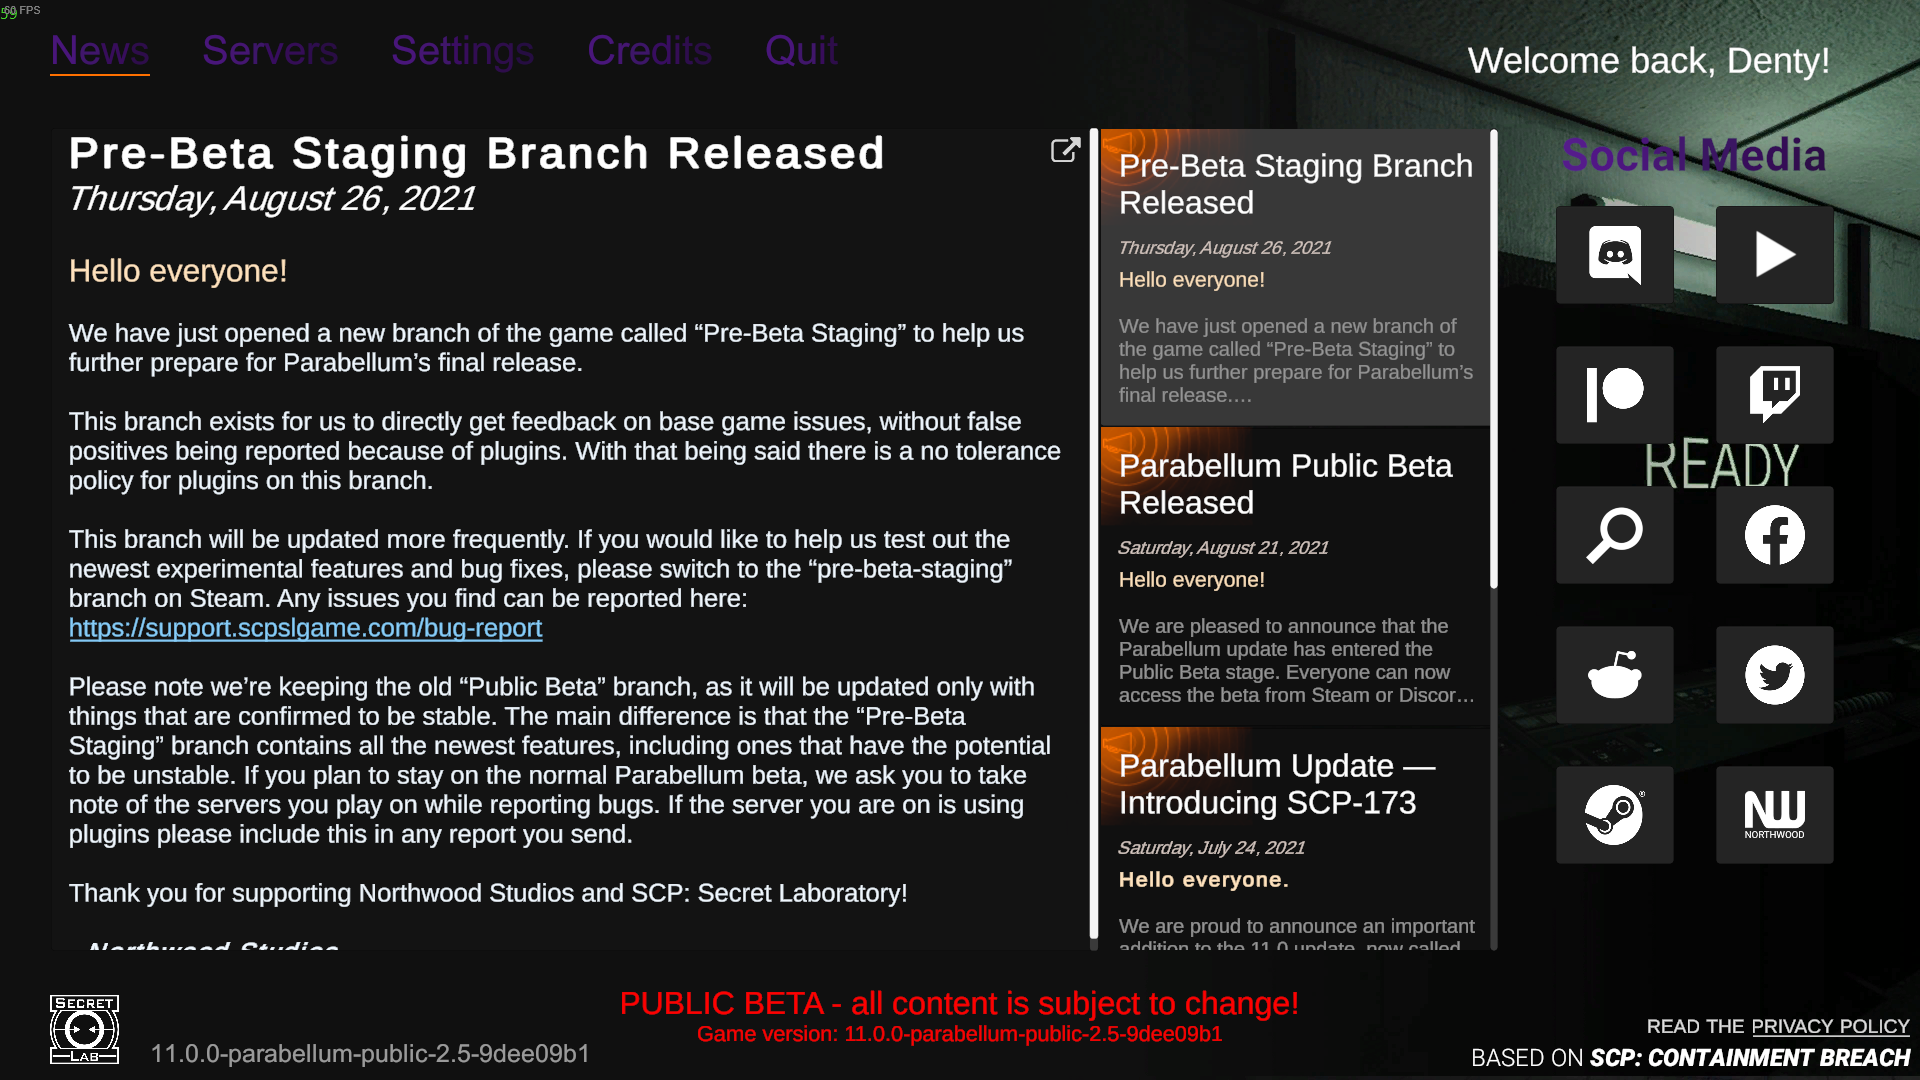 60 FPS
59
News Servers Settings Credits Quit
Welcome back, Denty!
Pre-Beta Staging Branch Released
Thursday, August 26, 2021
Hello everyone!
We have just opened a new branch of the game called “Pre-Beta Staging” to help us
further prepare for Parabellum’s final release.
This branch exists for us to directly get feedback on base game issues, without false
positives being reported because of plugins. With that being said there is a no tolerance
policy for plugins on this branch.
This branch will be updated more frequently. If you would like to help us test out the
newest experimental features and bug fixes, please switch to the “pre-beta-staging”
branch on Steam. Any issues you find can be reported here:
https://support.scpslgame.com/bug-report
Please note we’re keeping the old “Public Beta” branch, as it will be updated only with
things that are confirmed to be stable. The main difference is that the “Pre-Beta
Staging” branch contains all the newest features, including ones that have the potential
to be unstable. If you plan to stay on the normal Parabellum beta, we ask you to take
note of the servers you play on while reporting bugs. If the server you are on is using
plugins please include this in any report you send.
Thank you for supporting Northwood Studios and SCP: Secret Laboratory!
Northwood Studios
Pre-Beta Staging Branch
Released
Thursday, August 26, 2021
Hello everyone!
We have just opened a new branch of
the game called “Pre-Beta Staging” to
help us further prepare for Parabellum’s
final release....
Parabellum Public Beta
Released
Saturday, August 21, 2021
Hello everyone!
We are pleased to announce that the
Parabellum update has entered the
Public Beta stage. Everyone can now
access the beta from Steam or Discor...
Parabellum Update —
Introducing SCP-173
Saturday, July 24, 2021
Hello everyone.
We are proud to announce an important
addition to the 11.0 update, now called
Social Media
READY
NW
NORTHWOOD
SECRET
LAB
11.0.0-parabellum-public-2.5-9dee09b1
PUBLIC BETA - all content is subject to change!
Game version: 11.0.0-parabellum-public-2.5-9dee09b1
READ THE PRIVACY POLICY
BASED ON SCP: CONTAINMENT BREACH